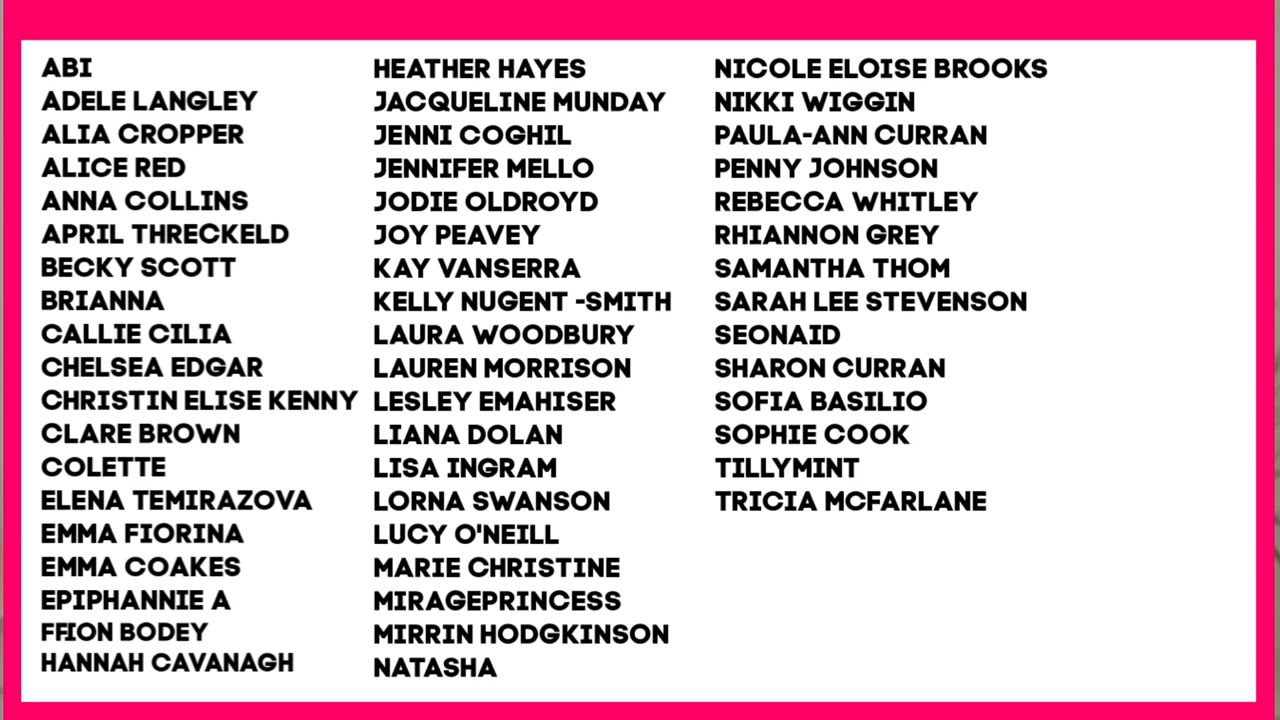 ABI
ADELE LANGLEY
ALIA CROPPER
ALICE RED
ANNA COLLINS
APRIL THRECKELD
BECKY SCOTT
BRIANNA
CALLIE CILIA
CHELSEA EDGAR
CHRISTIN ELISE KENNY
CLARE BROWN
COLETTE
ELENA TEMIRAZOVA
EMMA FIORINA
EMMA COAKES
EPIPHANNIE A
FFION BODEY
HANNAH CAVANAGH
HEATHER HAYES
JACQUELINE MUNDAY
JENNI COGHIL
JENNIFER MELLO
JODIE OLDROYD
JOY PEAVEY
KAY VANSERRA
KELLY NUGENT -SMITH
LAURA WOODBURY
LAUREN MORRISON
LESLEY EMAHISER
LIANA DOLAN
LISA INGRAM
LORNA SWANSON
LUCY O'NEILL
MARIE CHRISTINE
MIRAGEPRINCESS
MIRRIN HODGKINSON
NATASHA
NICOLE ELOISE BROOKS
NIKKI WIGGIN
PAULA-ANN CURRAN
PENNY JOHNSON
REBECCA WHITLEY
RHIANNON GREY
SAMANTHA THOM
SARAH LEE STEVENSON
SEONAID
SHARON CURRAN
SOFIA BASILIO
SOPHIE COOK
TILLYMINT
TRICIA MCFARLANE